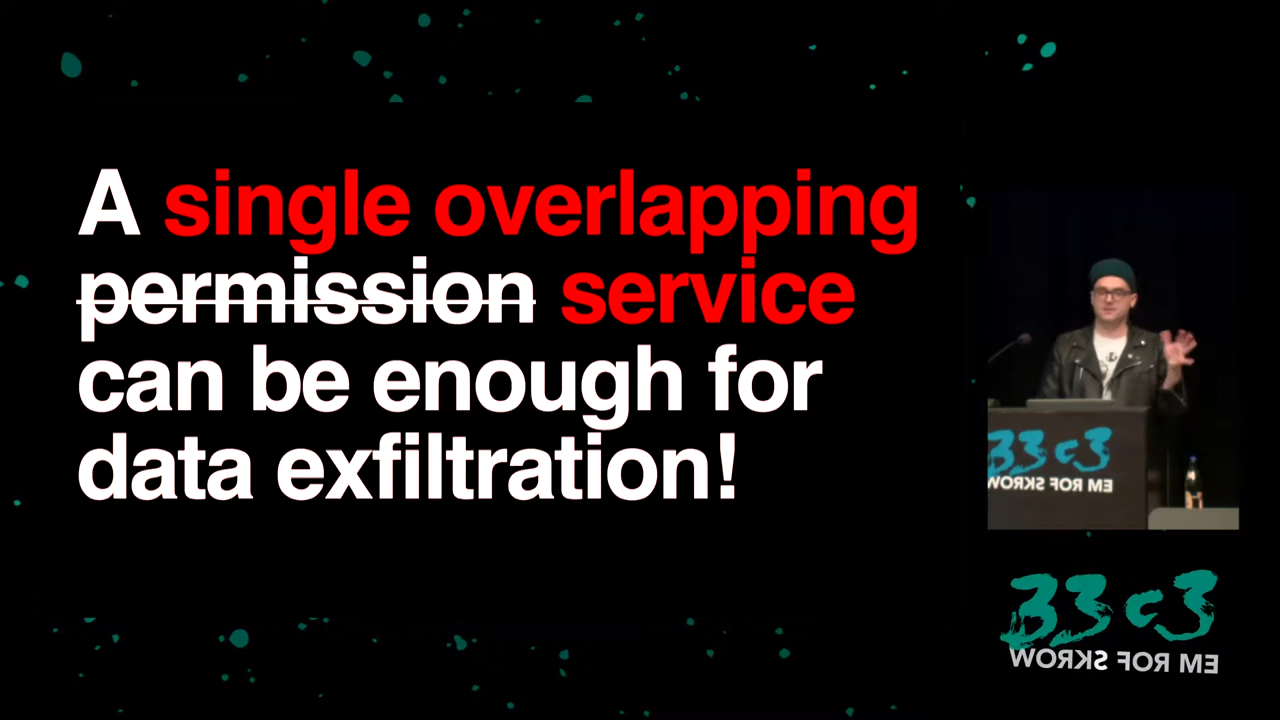 A single overlapping
permission service
can be enough for
data exfiltration!
33c3
WORKS FOR ME
33c3
WORKS FOR ME